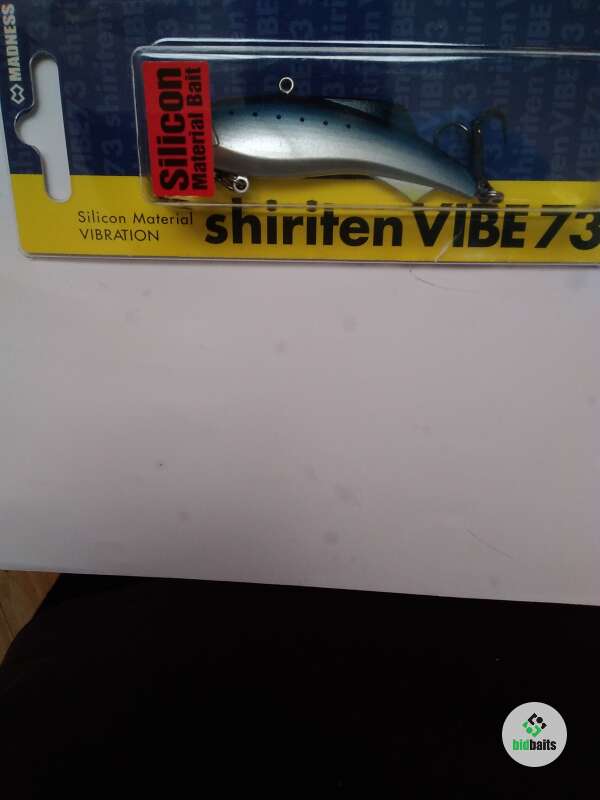 MADNESS
Silicon
Material Bait
Silicon Material
VIBRATION
shiriten VIBE 73
bidbaits